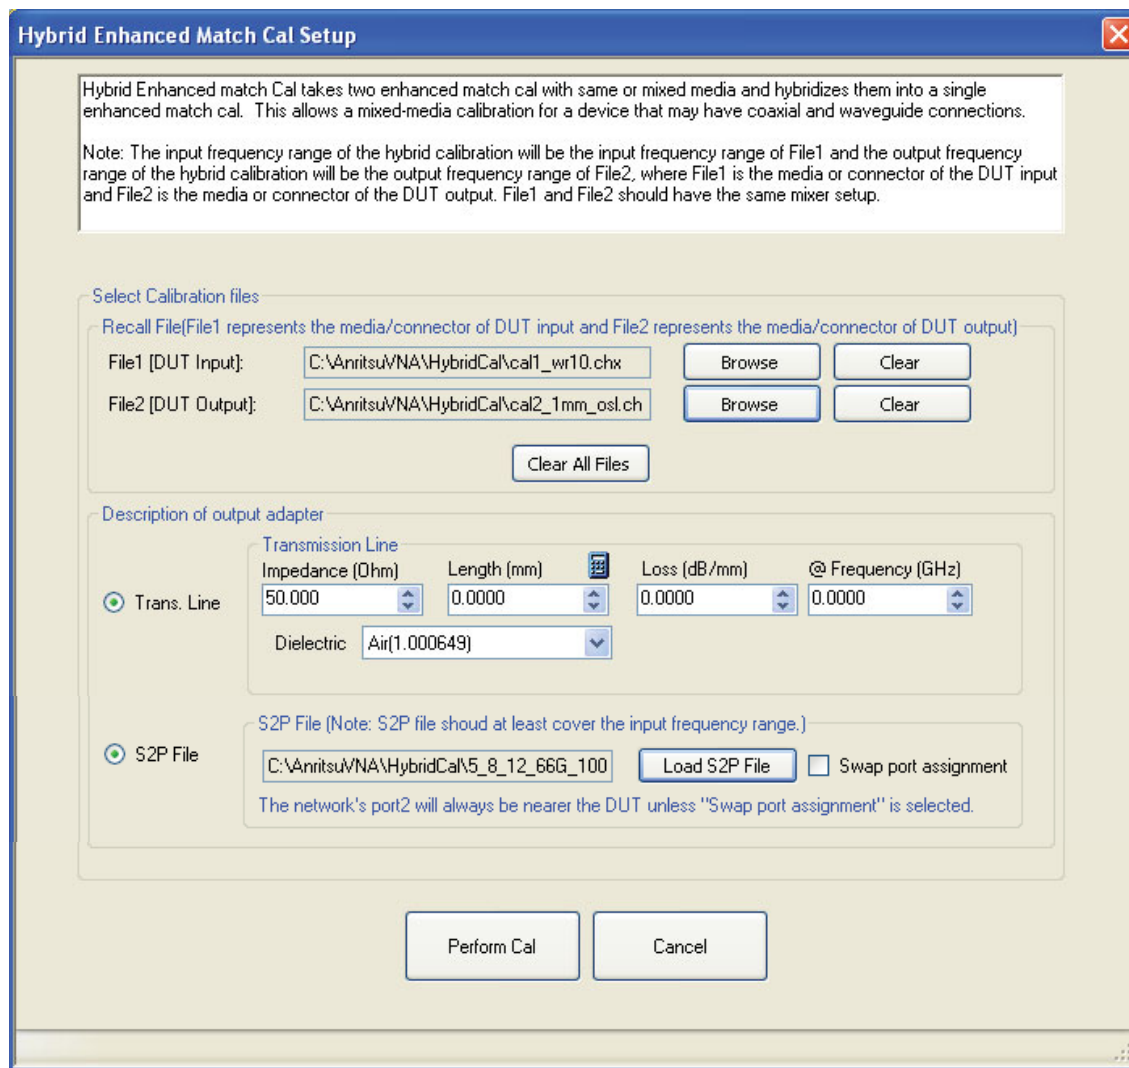 Hybrid Enhanced Match Cal Setup
Hybrid Enhanced match Cal takes two enhanced match cal with same or mixed media and hybridizes them into a single
enhanced match cal. This allows a mixed-media calibration for a device that may have coaxial and waveguide connections.
Note: The input frequency range of the hybrid calibration will be the input frequency range of File1 and the output frequency
range of the hybrid calibration will be the output frequency range of File2, where File1 is the media or connector of the DUT input
and File2 is the media or connector of the DUT output. File1 and File2 should have the same mixer setup.
Select Calibration files
Recall File(File1 represents the media/connector of DUT input and File2 represents the media/connector of DUT output)
File1 [DUT Input]: C:\AnritsuVNA\HybridCal\cal1_wr10.chx Browse Clear
File2 [DUT Output]: C:\AnritsuVNA\HybridCal\cal2_1mm_osl.ch Browse Clear
Clear All Files
Description of output adapter
Transmission Line
Impedance (Ohm) Length (mm) Loss (dB/mm) @ Frequency (GHz)
Trans. Line 50.000 0.0000 0.0000 0.0000
Dielectric Air(1.000649)
S2P File (Note: S2P file shoud at least cover the input frequency range.)
S2P File C:\AnritsuVNA\HybridCal\5_8_12_66G_100 Load S2P File Swap port assignment
The network's port2 will always be nearer the DUT unless "Swap port assignment" is selected.
Perform Cal Cancel